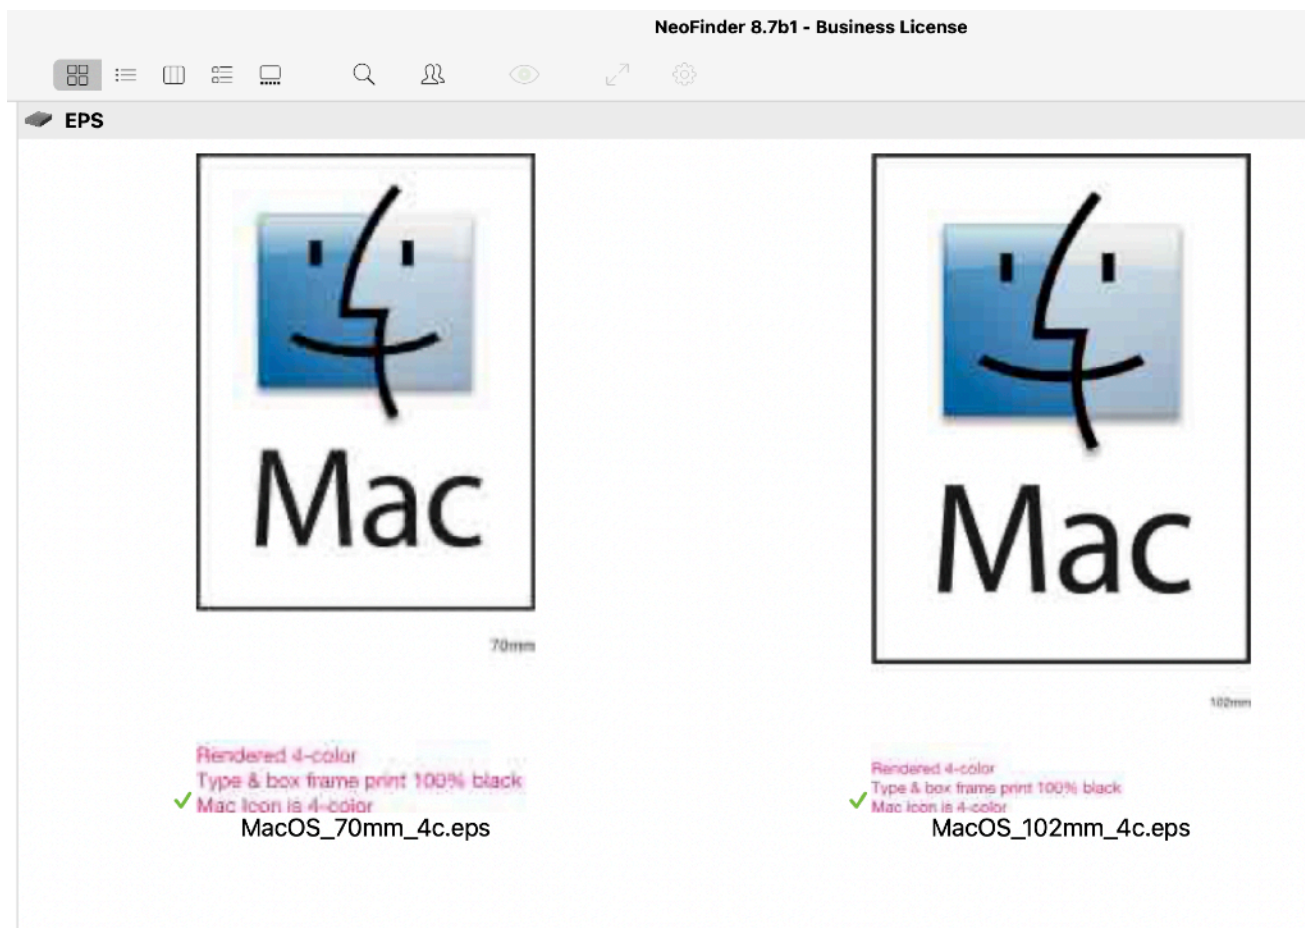 NeoFinder 8.7b1 - Business License
EPS
Mac
70mm
Rendered 4-color
Type & box frame print 100% black
Mac Icon is 4-color
MacOS_70mm_4c.eps
Mac
102mm
Rendered 4-color
Type & box frame print 100% black
Mac Icon is 4-color
MacOS_102mm_4c.eps